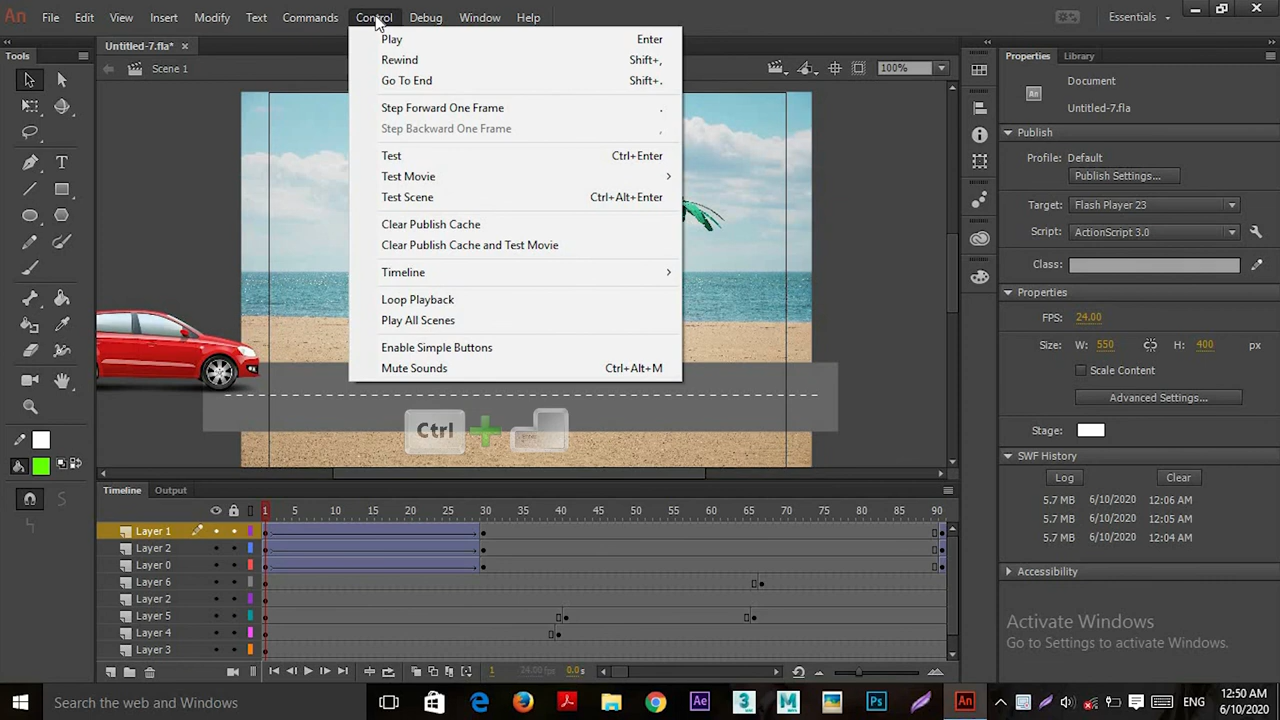 An File Edit View Insert Modify Text Commands Control Debug Window Help Essentials
Untitled-7.fla* ×
Scene 1 100%
Tools
Play Enter
Rewind Shift+,
Go To End Shift+.
Step Forward One Frame .
Step Backward One Frame ,
Test Ctrl+Enter
Test Movie
Test Scene Ctrl+Alt+Enter
Clear Publish Cache
Clear Publish Cache and Test Movie
Timeline
Loop Playback
Play All Scenes
Enable Simple Buttons
Mute Sounds Ctrl+Alt+M
Ctrl +
Properties Library
Document
An Untitled-7.fla
Publish
Profile: Default
Publish Settings...
Target: Flash Player 23
Script: ActionScript 3.0
Class:
Properties
FPS: 24.00
Size: W: 550 H: 400 px
Scale Content
Advanced Settings...
Stage:
SWF History
Log Clear
5.7 MB 6/10/2020 12:06 AM
5.7 MB 6/10/2020 12:05 AM
5.7 MB 6/10/2020 12:04 AM
Accessibility
Activate Windows
Go to Settings to activate Windows.
Timeline Output
1 5 10 15 20 25 30 35 40 45 50 55 60 65 70 75 80 85 90
Layer 1
Layer 2
Layer 0
Layer 6
Layer 2
Layer 5
Layer 4
Layer 3
1 24.00 fps 0.0 s
Search Windows Ae 3 M Ps An ENG 12:50 AM
6/10/2020